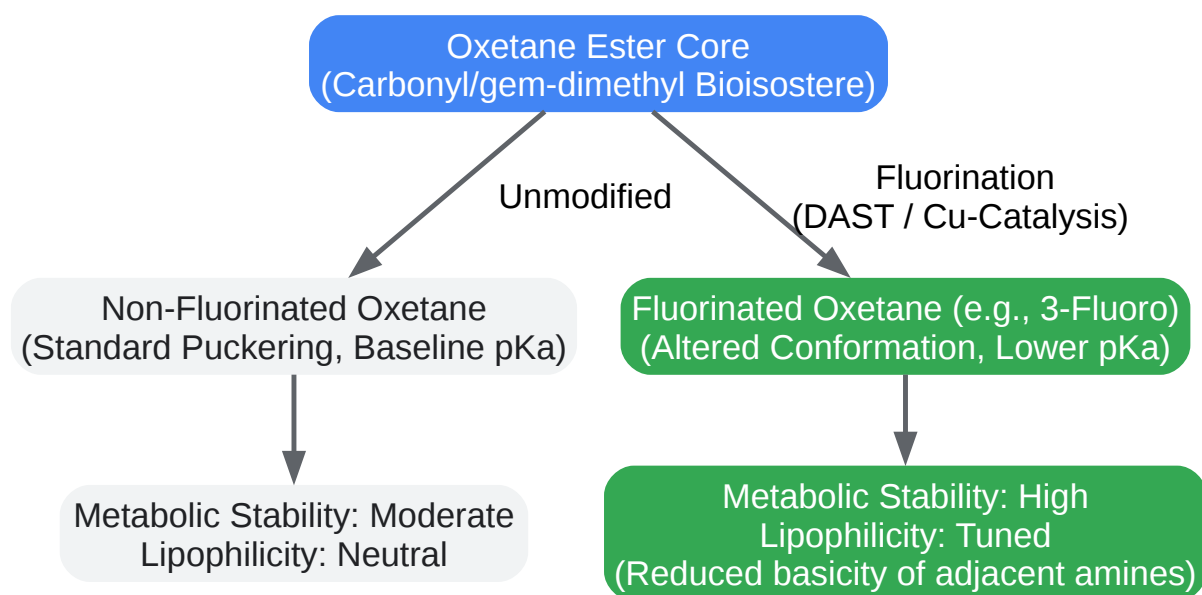 Oxetane Ester Core
(Carbonyl/gem-dimethyl Bioisostere)
Unmodified
Fluorination
(DAST / Cu-Catalysis)
Non-Fluorinated Oxetane
(Standard Puckering, Baseline pKa)
Fluorinated Oxetane (e.g., 3-Fluoro)
(Altered Conformation, Lower pKa)
Metabolic Stability: Moderate
Lipophilicity: Neutral
Metabolic Stability: High
Lipophilicity: Tuned
(Reduced basicity of adjacent amines)